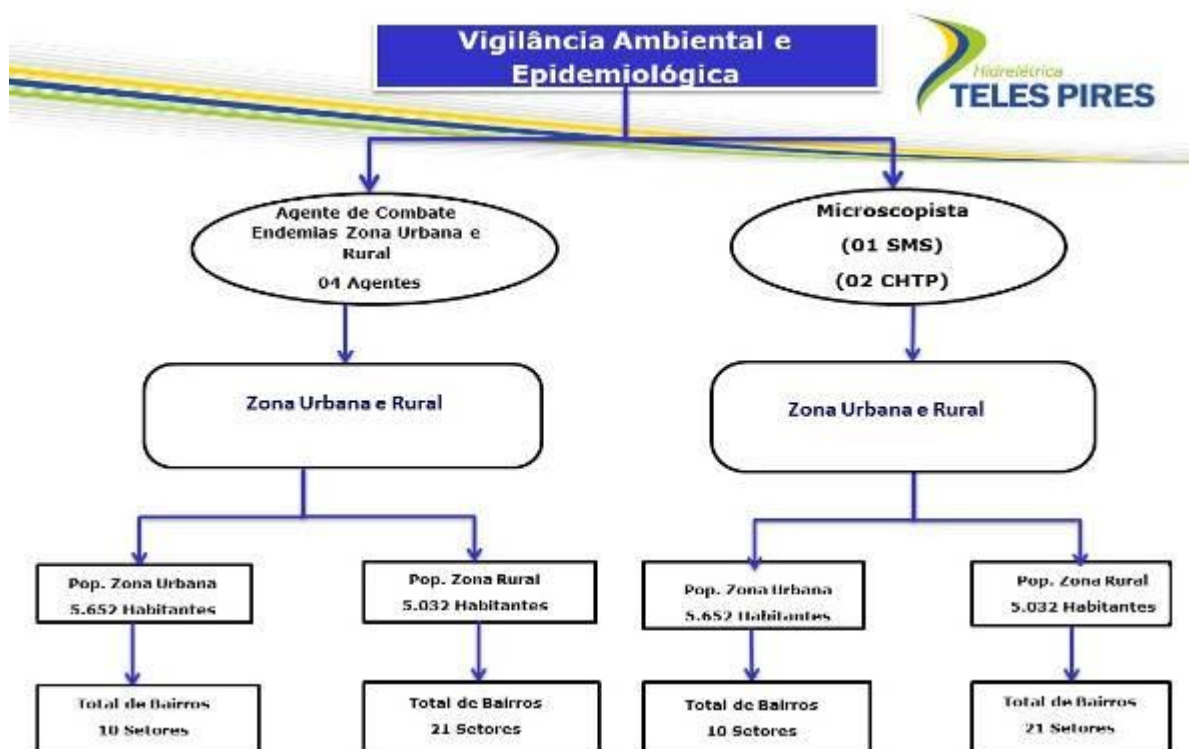 Vigilância Ambiental e
Epidemiológica
Hidrelétrica
TELES PIRES
Agente de Combate
Endemias Zona Urbana e
Rural
04 Agentes
Microscopista
(01 SMS)
(02 CHTP)
Zona Urbana e Rural
Zona Urbana e Rural
Pop. Zona Urbana
5.652 Habitantes
Pop. Zona Rural
5.032 Habitantes
Pop. Zona Urbana
5.652 Habitantes
Pop. Zona Rural
5.032 Habitantes
Total de Bairros
10 Setores
Total de Bairros
21 Setores
Total de Bairros
10 Setores
Total de Bairros
21 Setores